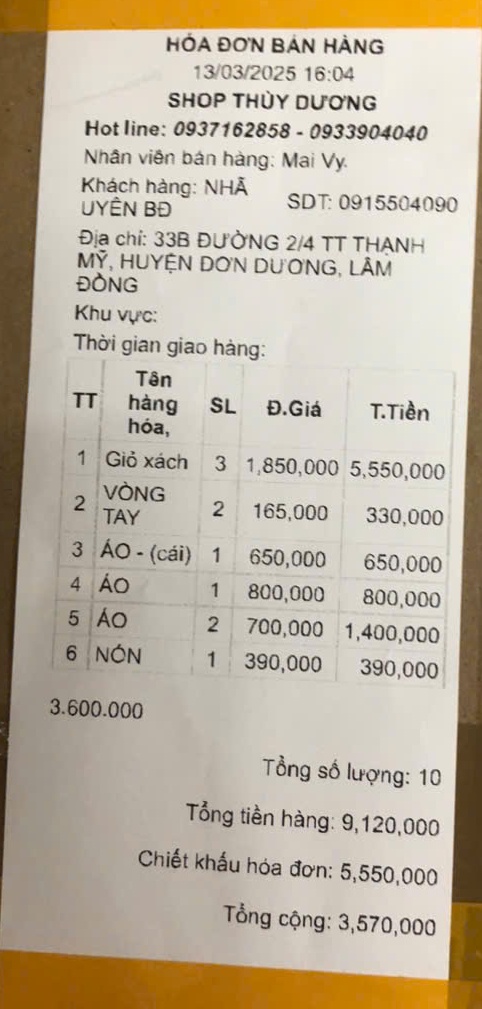 HÓA ĐƠN BÁN HÀNG
13/03/2025 16:04
SHOP THÙY DƯƠNG
Hot line: 0937162858 - 0933904040
Nhân viên bán hàng: Mai Vy.
Khách hàng: NHÃ UYÊN BĐ SDT: 0915504090
Địa chỉ: 33B ĐƯỜNG 2/4 TT THẠNH
MỸ, HUYỆN DƠN DƯƠNG, LÂM
ĐỒNG
Khu vực:
Thời gian giao hàng:
TT Tên hàng hóa, SL Đ.Giá T.Tiền
1 Giỏ xách 3 1,850,000 5,550,000
2 VÒNG TAY 2 165,000 330,000
3 ÁO - (cái) 1 650,000 650,000
4 ÁO 1 800,000 800,000
5 ÁO 2 700,000 1,400,000
6 NÓN 1 390,000 390,000
3.600.000
Tổng số lượng: 10
Tổng tiền hàng: 9,120,000
Chiết khấu hóa đơn: 5,550,000
Tổng cộng: 3,570,000